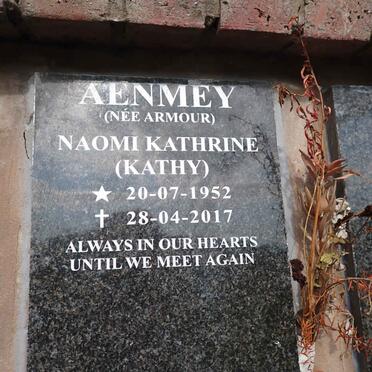 AENMEY
(NÉE ARMOUR)
NAOMI KATHRINE
(KATHY)
★ 20-07-1952
✝ 28-04-2017
ALWAYS IN OUR HEARTS
UNTIL WE MEET AGAIN